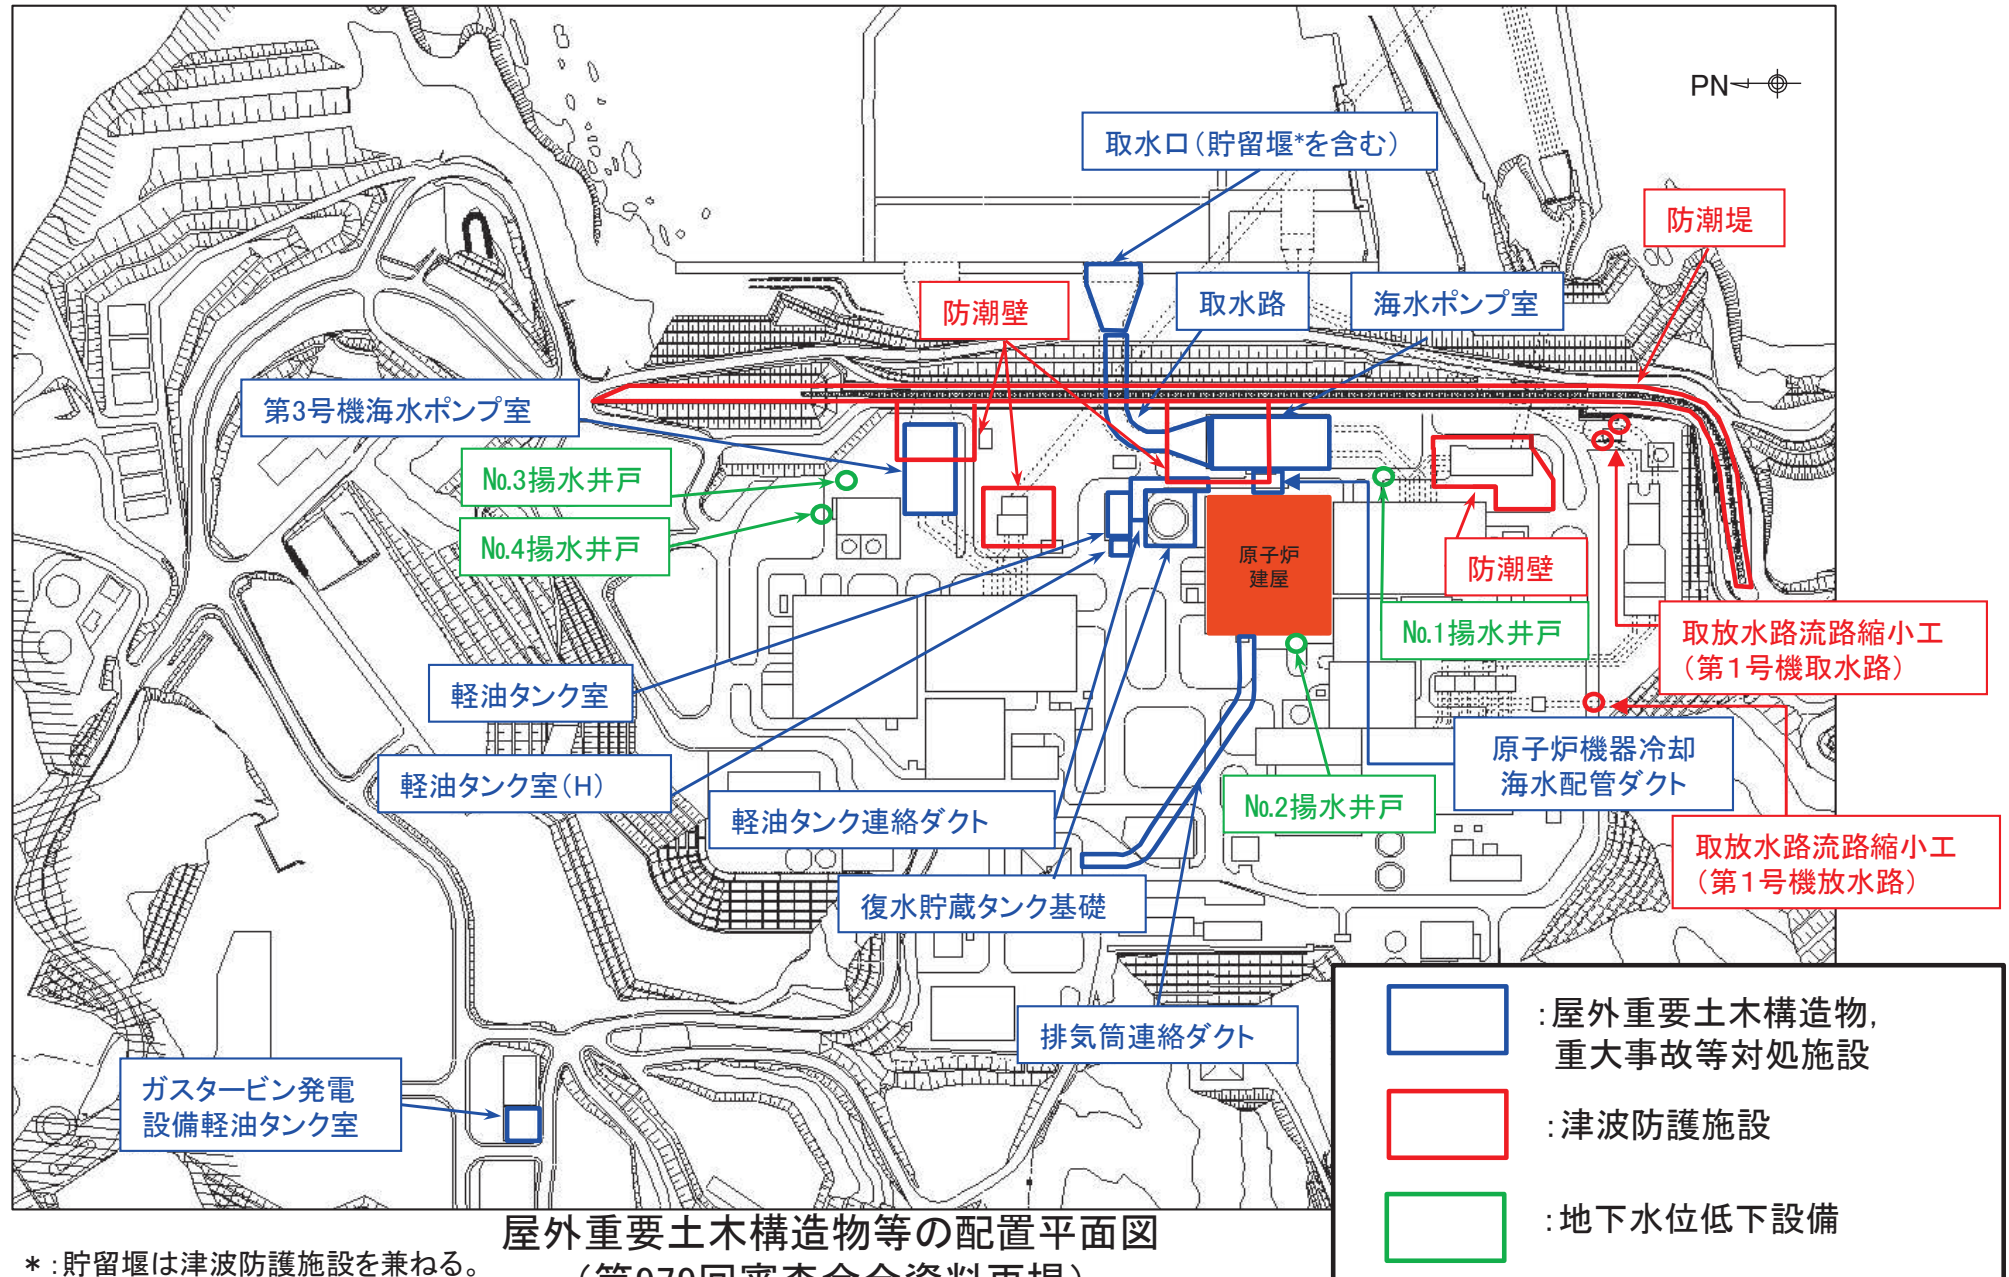 PN
取水口（貯留堰*を含む）
防潮堤
防潮壁
取水路
海水ポンプ室
第3号機海水ポンプ室
No.3揚水井戸
No.4揚水井戸
原子炉
建屋
防潮壁
No.1揚水井戸
取放水路流路縮小工
（第1号機取水路）
軽油タンク室
軽油タンク室（H）
軽油タンク連絡ダクト
No.2揚水井戸
原子炉機器冷却
海水配管ダクト
取放水路流路縮小工
（第1号機放水路）
復水貯蔵タンク基礎
排気筒連絡ダクト
ガスタービン発電
設備軽油タンク室
：屋外重要土木構造物，
重大事故等対処施設
：津波防護施設
：地下水位低下設備
屋外重要土木構造物等の配置平面図
＊：貯留堰は津波防護施設を兼ねる。